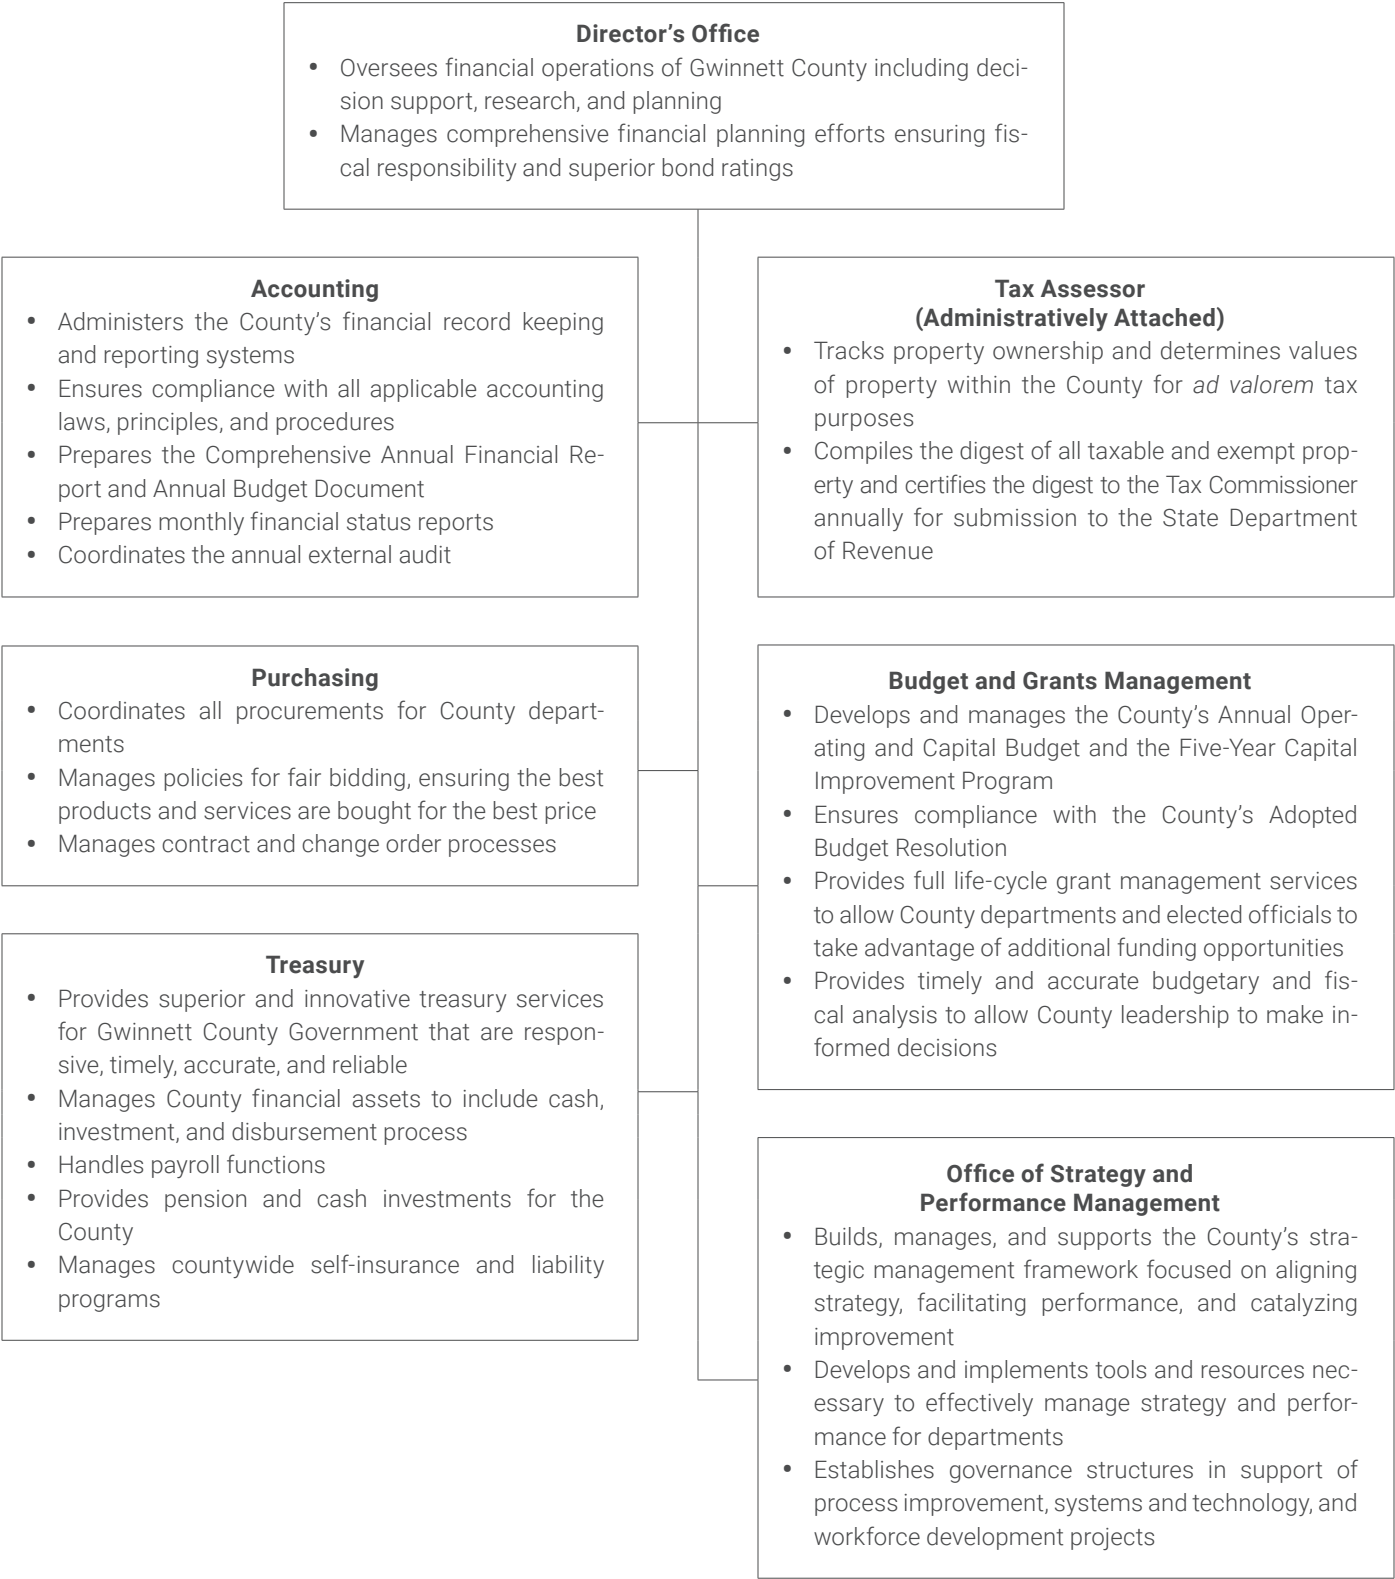 Director’s Office
• Oversees financial operations of Gwinnett County including deci-
sion support, research, and planning
• Manages comprehensive financial planning efforts ensuring fis-
cal responsibility and superior bond ratings
Accounting
• Administers the County’s financial record keeping
and reporting systems
• Ensures compliance with all applicable accounting
laws, principles, and procedures
• Prepares the Comprehensive Annual Financial Re-
port and Annual Budget Document
• Prepares monthly financial status reports
• Coordinates the annual external audit
Tax Assessor
(Administratively Attached)
• Tracks property ownership and determines values
of property within the County for ad valorem tax
purposes
• Compiles the digest of all taxable and exempt prop-
erty and certifies the digest to the Tax Commissioner
annually for submission to the State Department
of Revenue
Purchasing
• Coordinates all procurements for County depart-
ments
• Manages policies for fair bidding, ensuring the best
products and services are bought for the best price
• Manages contract and change order processes
Budget and Grants Management
• Develops and manages the County’s Annual Oper-
ating and Capital Budget and the Five-Year Capital
Improvement Program
• Ensures compliance with the County’s Adopted
Budget Resolution
• Provides full life-cycle grant management services
to allow County departments and elected officials to
take advantage of additional funding opportunities
• Provides timely and accurate budgetary and fis-
cal analysis to allow County leadership to make in-
formed decisions
Treasury
• Provides superior and innovative treasury services
for Gwinnett County Government that are respon-
sive, timely, accurate, and reliable
• Manages County financial assets to include cash,
investment, and disbursement process
• Handles payroll functions
• Provides pension and cash investments for the
County
• Manages countywide self-insurance and liability
programs
Office of Strategy and
Performance Management
• Builds, manages, and supports the County’s stra-
tegic management framework focused on aligning
strategy, facilitating performance, and catalyzing
improvement
• Develops and implements tools and resources nec-
essary to effectively manage strategy and perfor-
mance for departments
• Establishes governance structures in support of
process improvement, systems and technology, and
workforce development projects